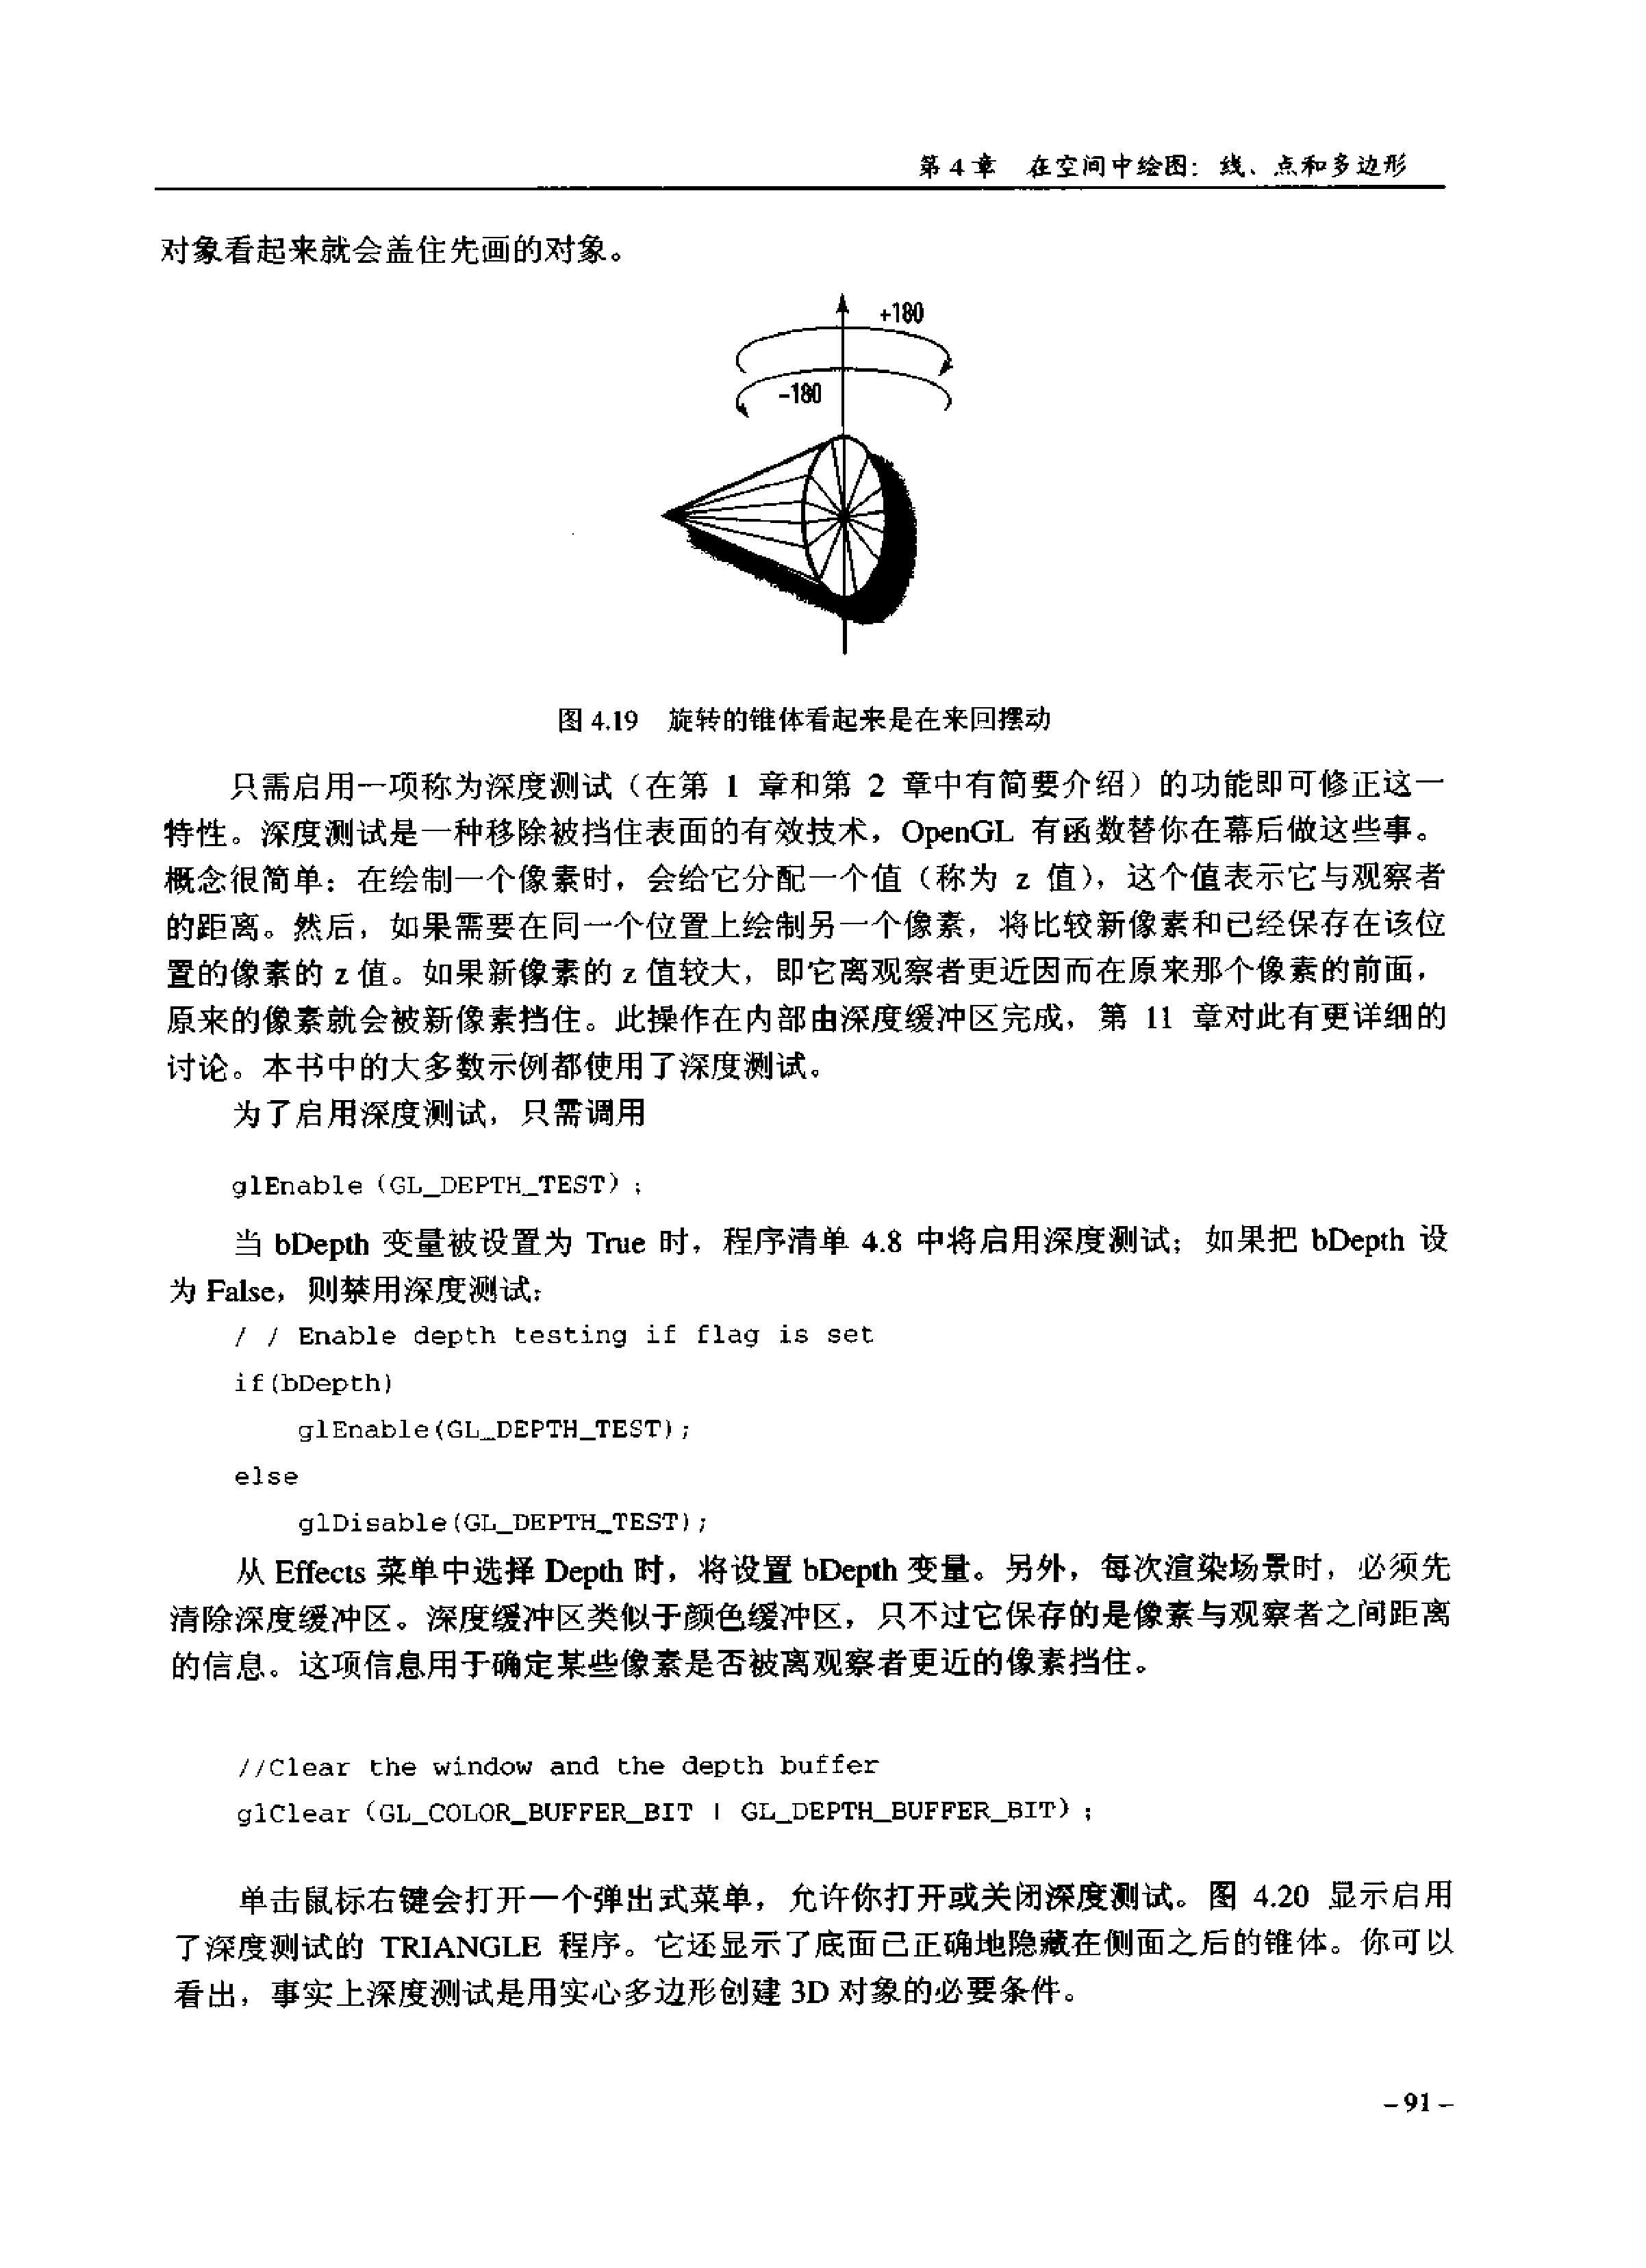 第 4 章 在空间中绘图：线、点和多边形
对象看起来就会盖住先画的对象。
+180
-180
图 4.19 旋转的锥体看起来是在来回摆动
只需启用一项称为深度测试（在第 1 章和第 2 章中有简要介绍）的功能即可修正这一
特性。深度测试是一种移除被挡住表面的有效技术，OpenGL 有函数替你在幕后做这些事。
概念很简单：在绘制一个像素时，会给它分配一个值（称为 z 值），这个值表示它与观察者
的距离。然后，如果需要在同一个位置上绘制另一个像素，将比较新像素和已经保存在该位
置的像素的 z 值。如果新像素的 z 值较大，即它离观察者更近因而在原来那个像素的前面，
原来的像素就会被新像素挡住。此操作在内部由深度缓冲区完成，第 11 章对此有更详细的
讨论。本书中的大多数示例都使用了深度测试。
为了启用深度测试，只需调用
glEnable（GL_DEPTH_TEST）;
当 bDepth 变量被设置为 True 时，程序清单 4.8 中将启用深度测试；如果把 bDepth 设
为 False，则禁用深度测试：
/ / Enable depth testing if flag is set
if(bDepth)
glEnable(GL_DEPTH_TEST);
else
glDisable(GL_DEPTH_TEST);
从 Effects 菜单中选择 Depth 时，将设置 bDepth 变量。另外，每次渲染场景时，必须先
清除深度缓冲区。深度缓冲区类似于颜色缓冲区，只不过它保存的是像素与观察者之间距离
的信息。这项信息用于确定某些像素是否被离观察者更近的像素挡住。
//Clear the window and the depth buffer
glClear（GL_COLOR_BUFFER_BIT | GL_DEPTH_BUFFER_BIT）;
单击鼠标右键会打开一个弹出式菜单，允许你打开或关闭深度测试。图 4.20 显示启用
了深度测试的 TRIANGLE 程序。它还显示了底面已正确地隐藏在侧面之后的锥体。你可以
看出，事实上深度测试是用实心多边形创建 3D 对象的必要条件。
- 91 -